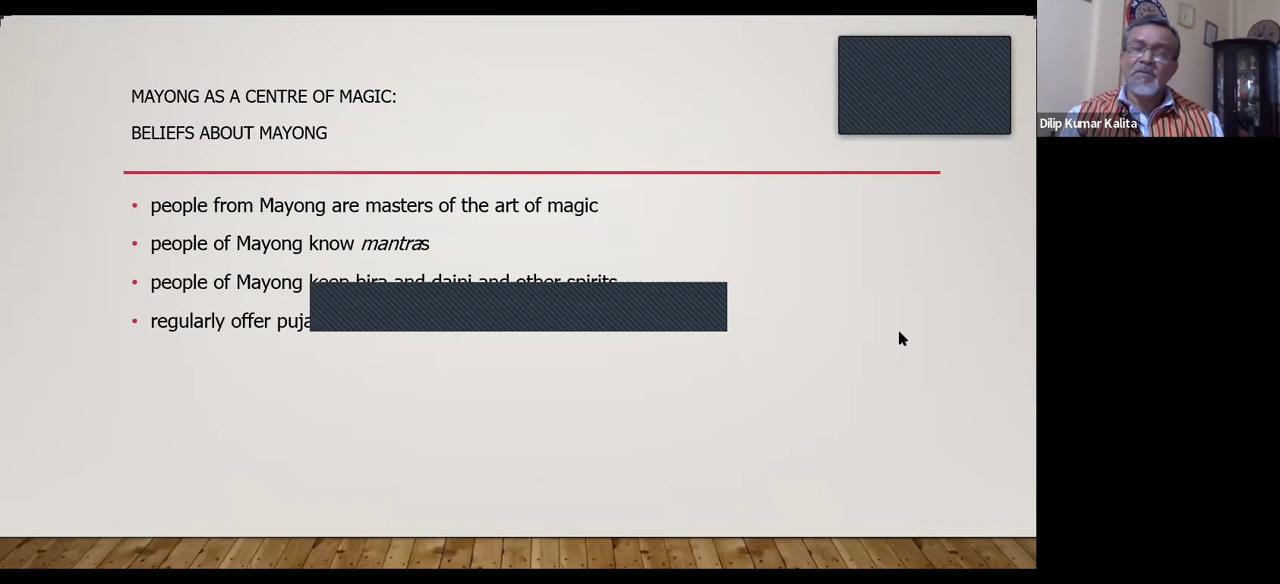 MAYONG AS A CENTRE OF MAGIC:
BELIEFS ABOUT MAYONG
• people from Mayong are masters of the art of magic
• people of Mayong know mantras
• people of Mayong keep bira and daini and other spirits
• regularly offer puja
Dilip Kumar Kalita